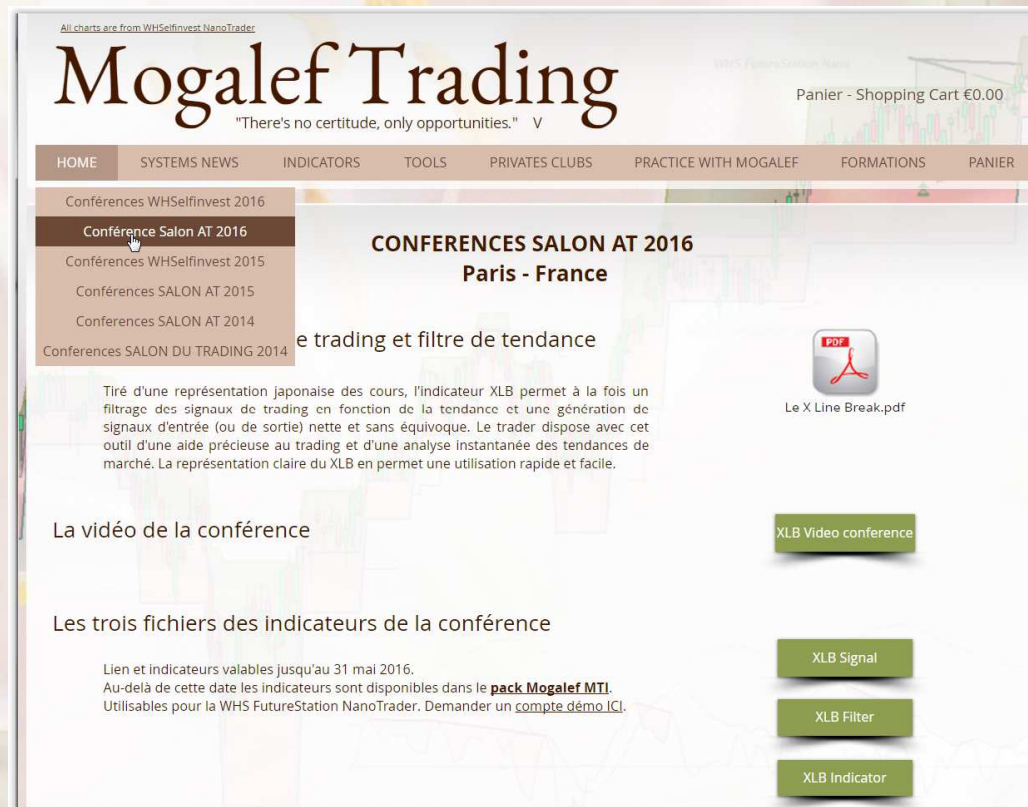 All charts are from WHSelfinvest NanoTrader
Mogalef Trading
"There's no certitude, only opportunities." V
WHS FutureStation Nano
Panier - Shopping Cart €0.00
HOME SYSTEMS NEWS INDICATORS TOOLS PRIVATES CLUBS PRACTICE WITH MOGALEF FORMATIONS PANIER
Conférences WHSelfinvest 2016
Conférence Salon AT 2016
Conférences WHSelfinvest 2015
Conférences SALON AT 2015
Conferences SALON AT 2014
Conferences SALON DU TRADING 2014
CONFERENCES SALON AT 2016
Paris - France
e trading et filtre de tendance
Tiré d'une représentation japonaise des cours, l'indicateur XLB permet à la fois un
filtrage des signaux de trading en fonction de la tendance et une génération de
signaux d'entrée (ou de sortie) nette et sans équivoque. Le trader dispose avec cet
outil d'une aide précieuse au trading et d'une analyse instantanée des tendances de
marché. La représentation claire du XLB en permet une utilisation rapide et facile.
PDF
Le X Line Break.pdf
La vidéo de la conférence
XLB Video conference
Les trois fichiers des indicateurs de la conférence
Lien et indicateurs valables jusqu'au 31 mai 2016.
Au-delà de cette date les indicateurs sont disponibles dans le pack Mogalef MTI.
Utilisables pour la WHS FutureStation NanoTrader. Demander un compte démo ICI.
XLB Signal
XLB Filter
XLB Indicator